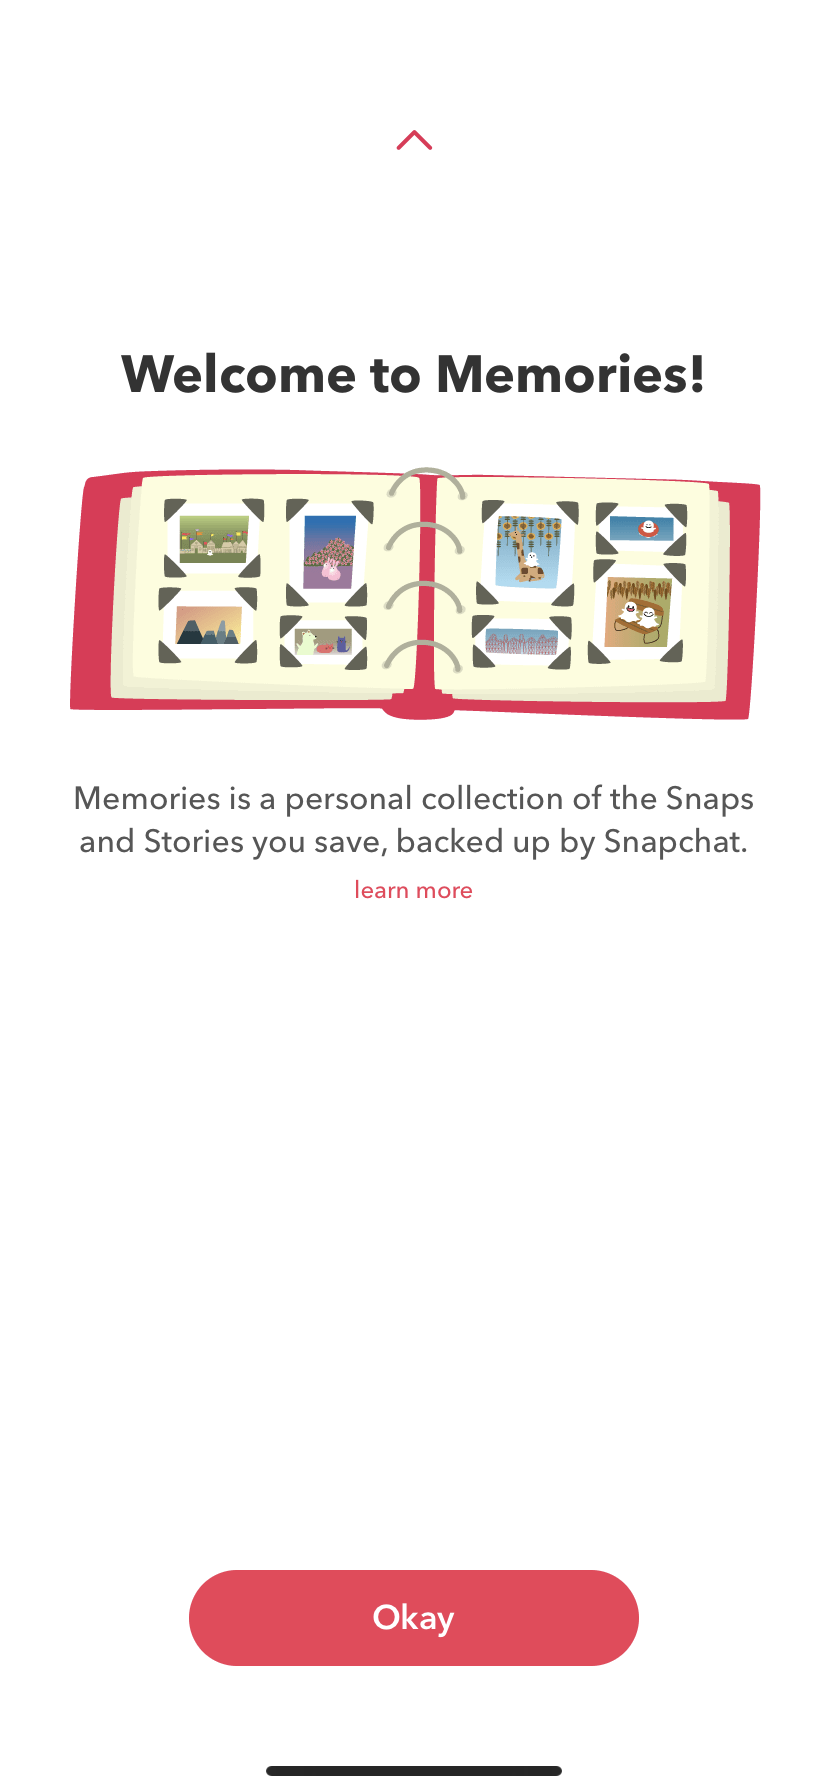 Welcome to Memories!
Memories is a personal collection of the Snaps
and Stories you save, backed up by Snapchat.
learn more
Okay